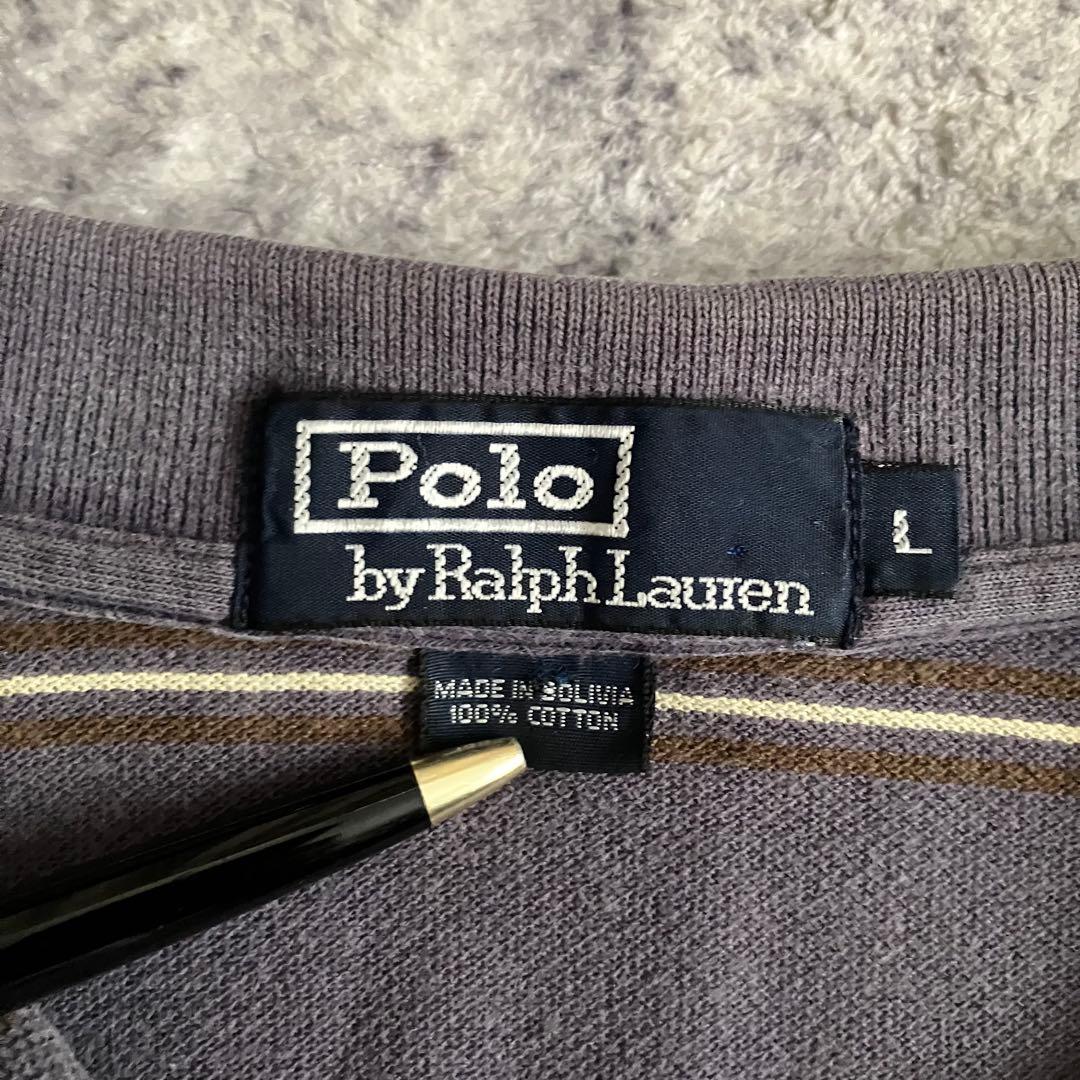 Polo
by Ralph Lauren
L
MADE IN BOLIVIA
100% COTTON